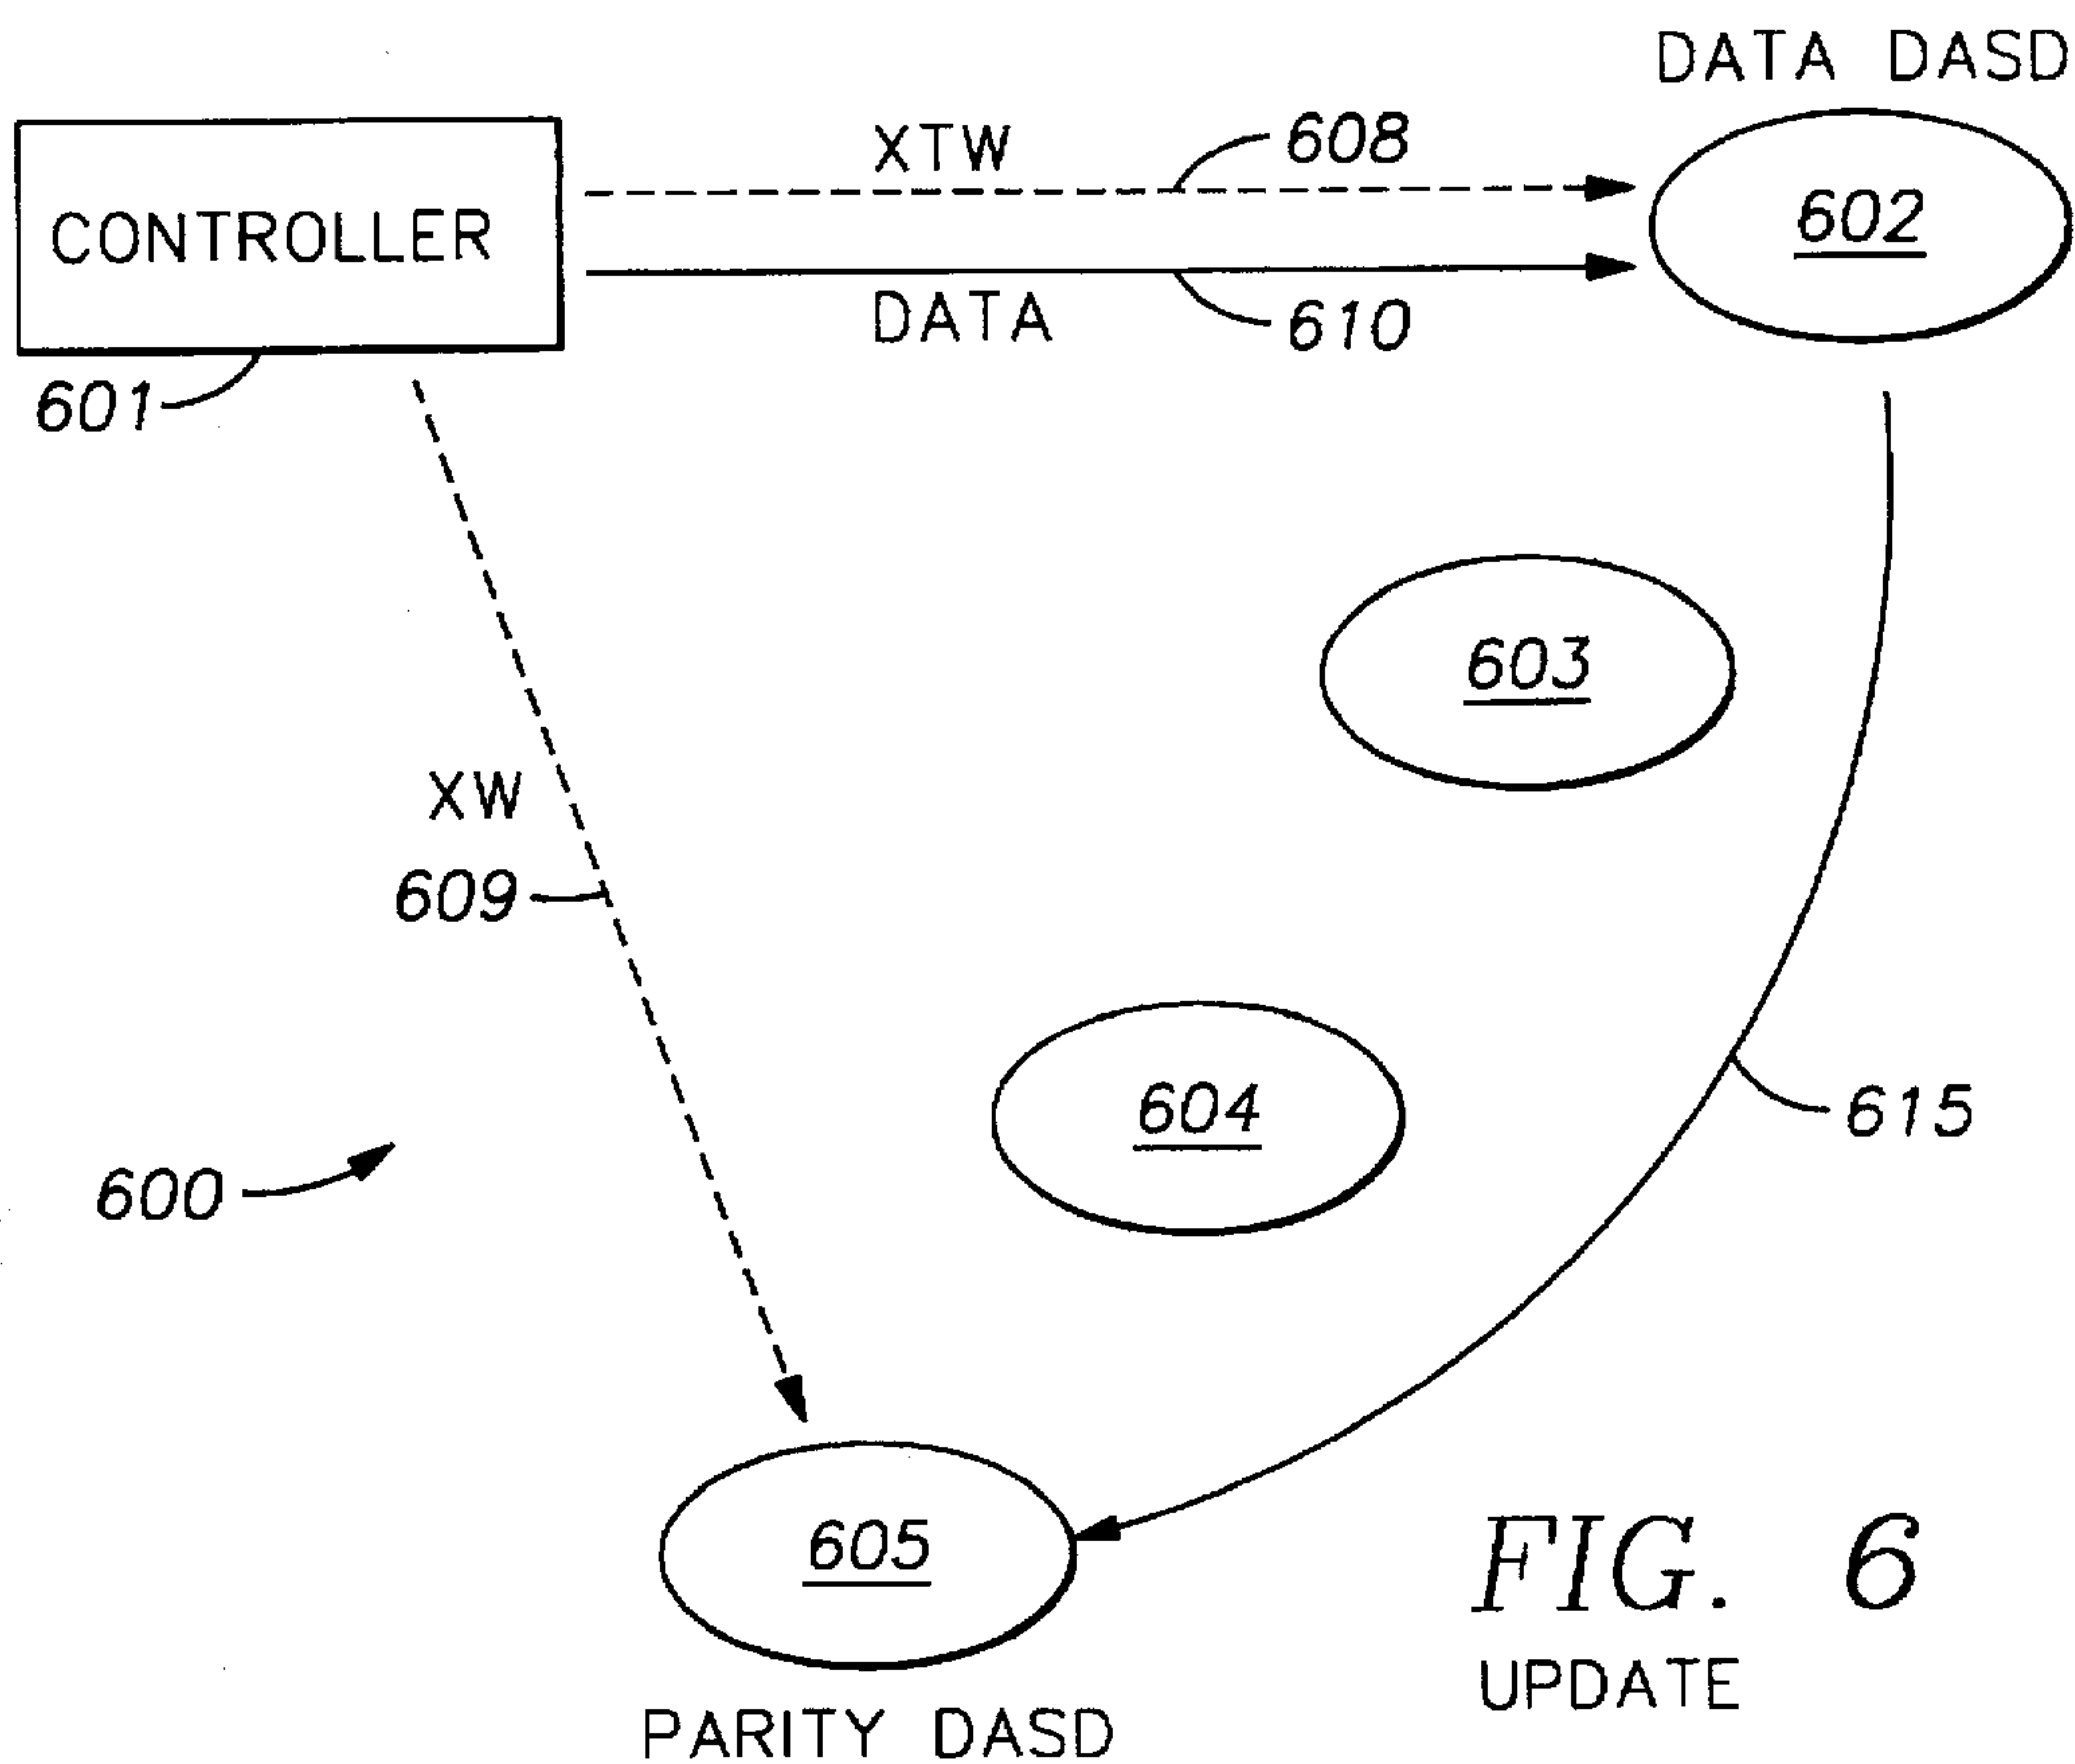 DATA DASD
XTW
608
602
CONTROLLER
DATA
610
601
603
XW
609
604
615
600
605
FIG. 6
UPDATE
PARITY DASD